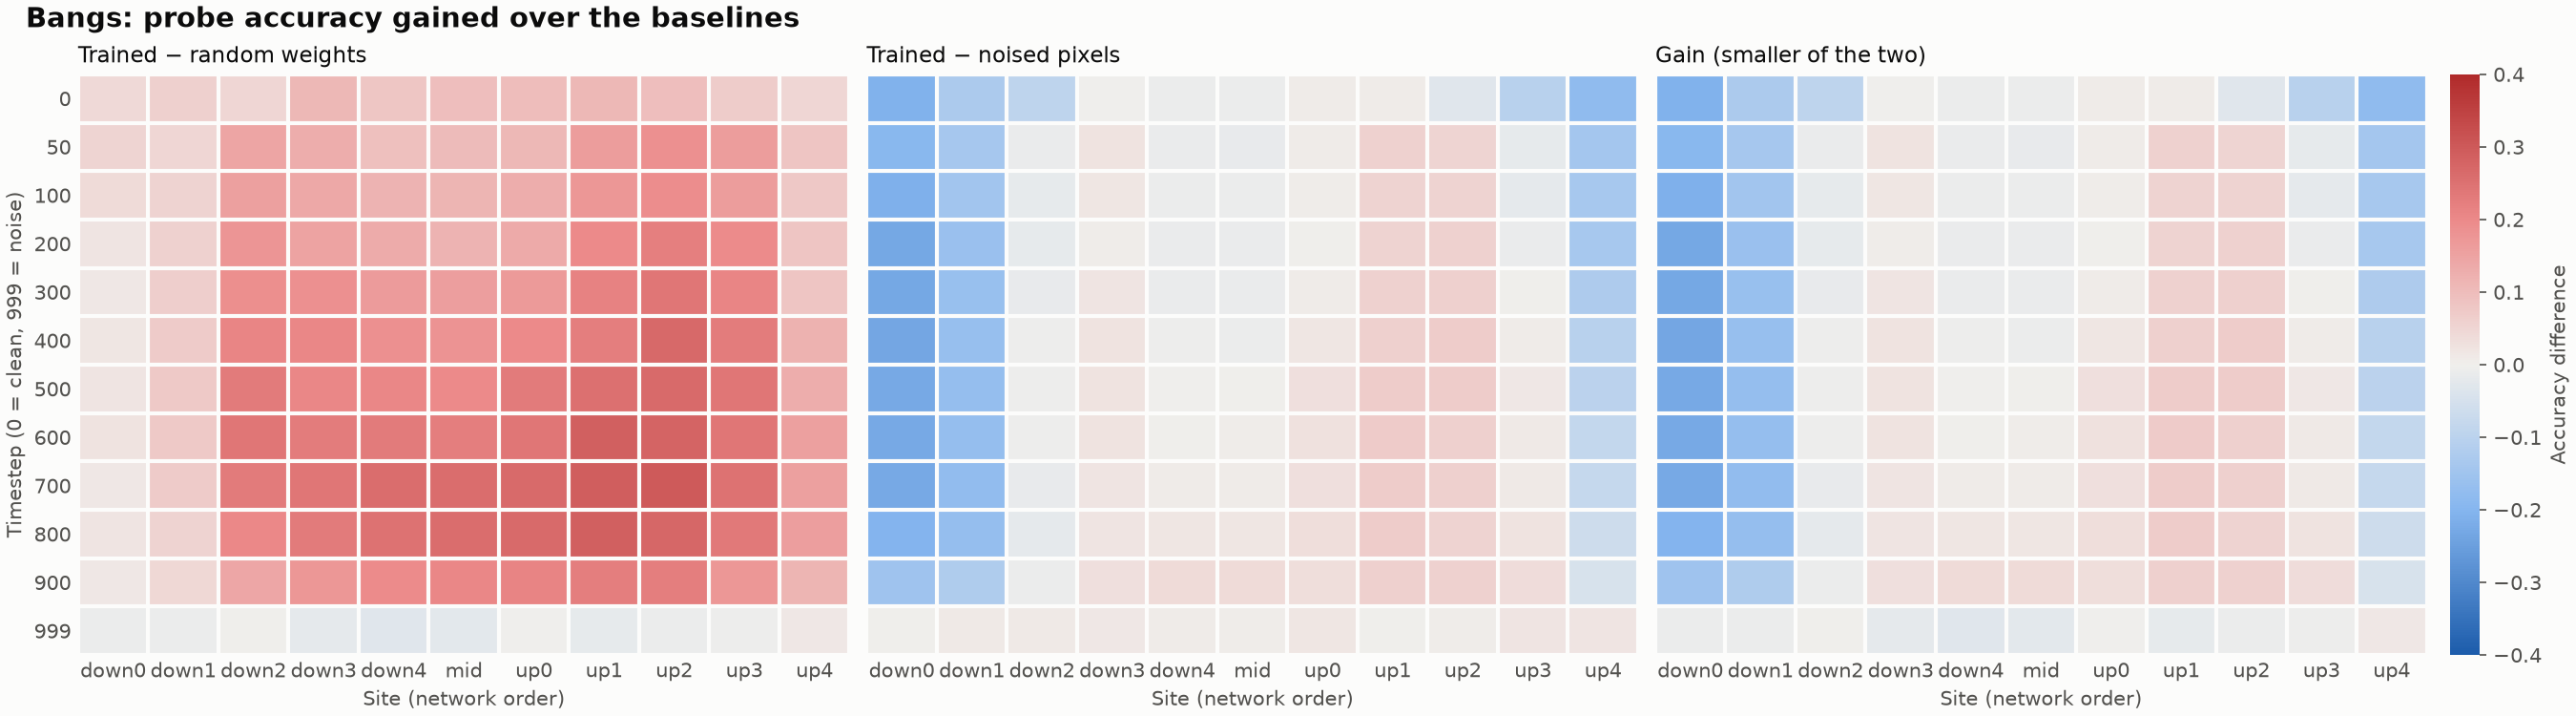 Bangs: probe accuracy gained over the baselines
Trained − random weights
Trained − noised pixels
Gain (smaller of the two)
Timestep (0 = clean, 999 = noise)
0
50
100
200
300
400
500
600
700
800
900
999
down0 down1 down2 down3 down4 mid up0 up1 up2 up3 up4
Site (network order)
down0 down1 down2 down3 down4 mid up0 up1 up2 up3 up4
Site (network order)
down0 down1 down2 down3 down4 mid up0 up1 up2 up3 up4
Site (network order)
0.4
0.3
0.2
0.1
0.0
−0.1
−0.2
−0.3
−0.4
Accuracy difference